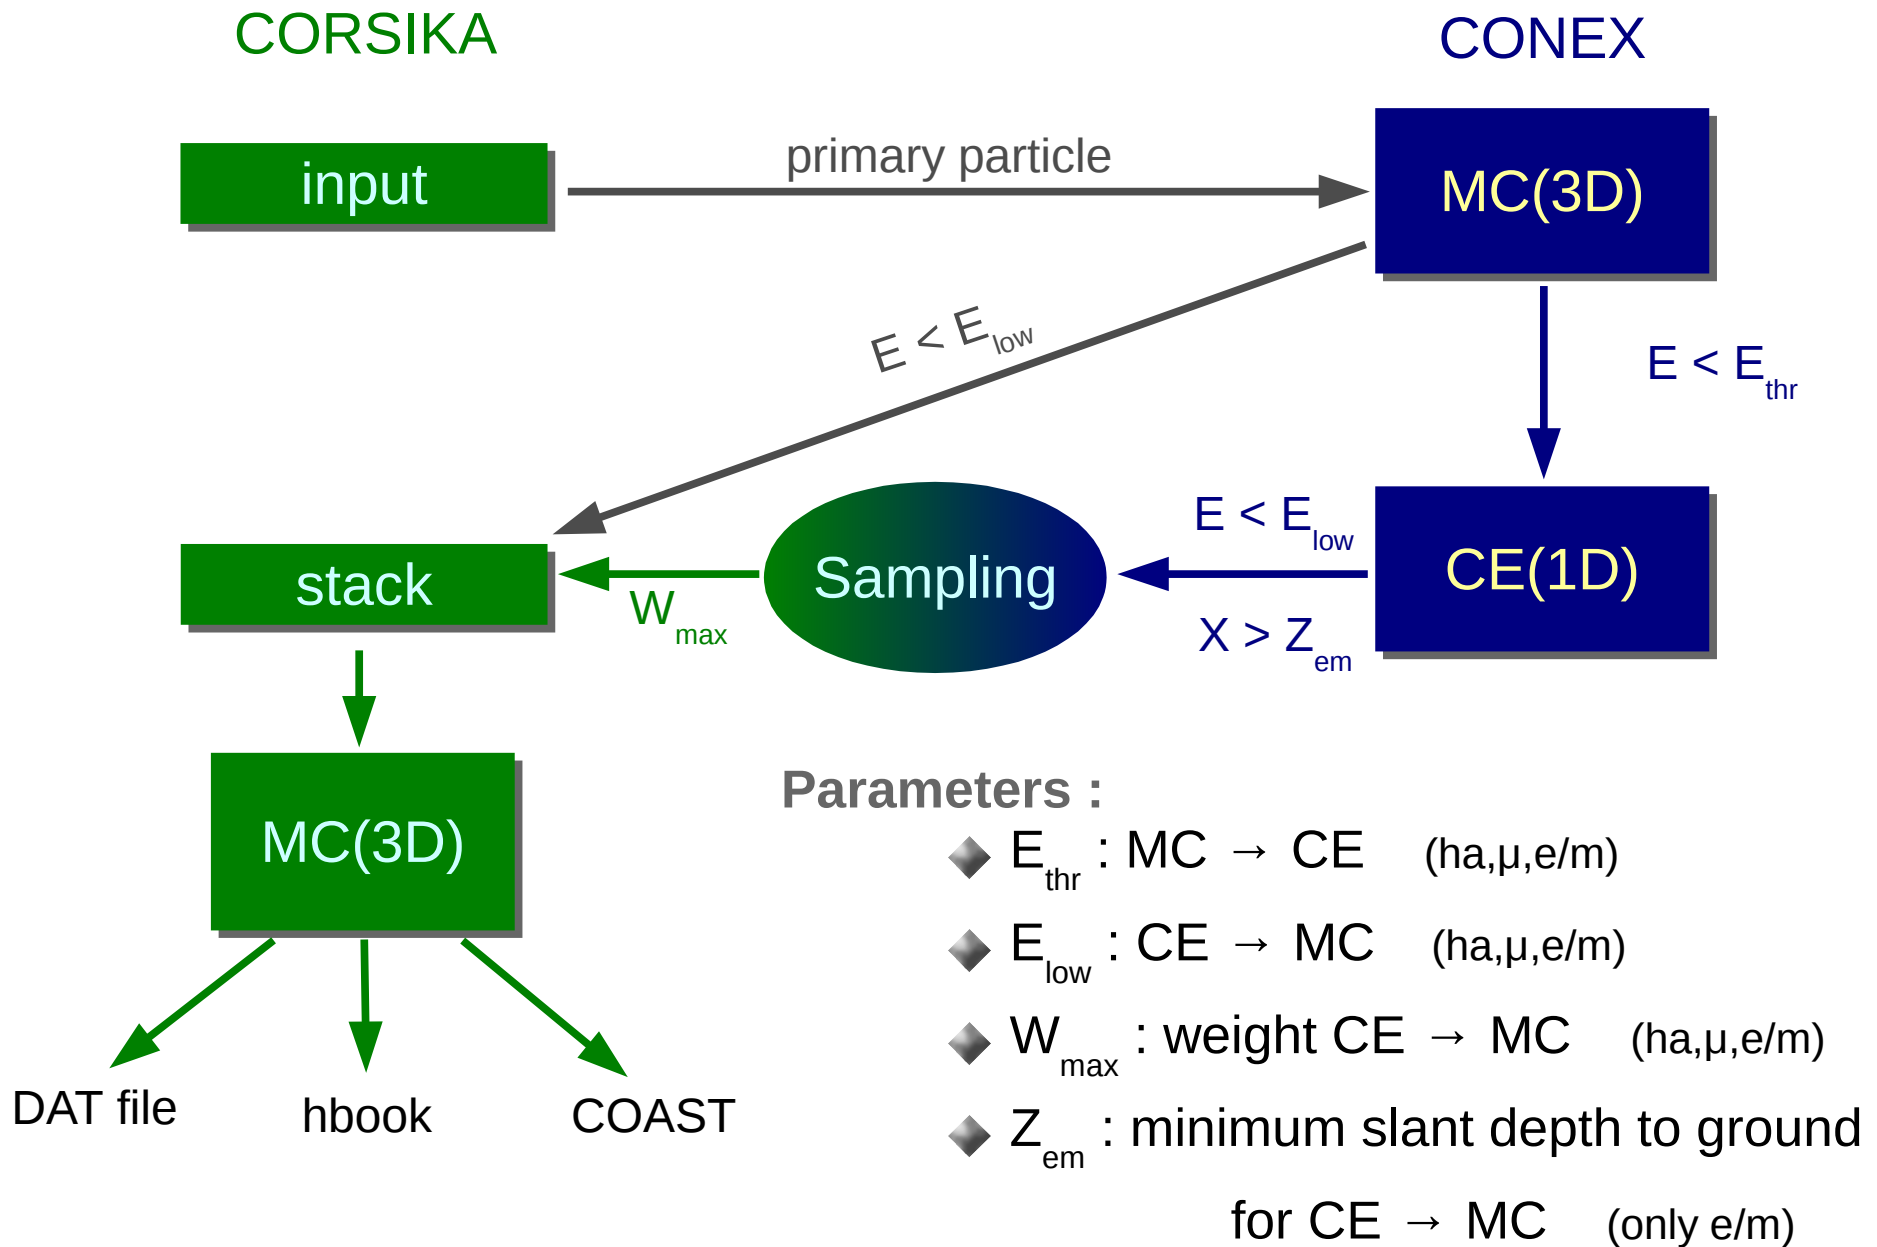 CORSIKA
CONEX
input
primary particle
MC(3D)
E < E_low
E < E_thr
stack
W_max
Sampling
E < E_low
X > Z_em
CE(1D)
MC(3D)
DAT file
hbook
COAST
Parameters :
E_thr : MC → CE (ha,μ,e/m)
E_low : CE → MC (ha,μ,e/m)
W_max : weight CE → MC (ha,μ,e/m)
Z_em : minimum slant depth to ground
for CE → MC (only e/m)